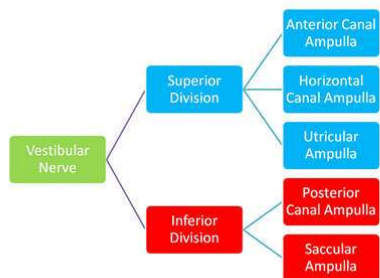 Anterior Canal
Ampulla
Superior
Division
Horizontal
Canal Ampulla
Utricular
Ampulla
Vestibular
Nerve
Posterior
Canal Ampulla
Inferior
Division
Saccular
Ampulla